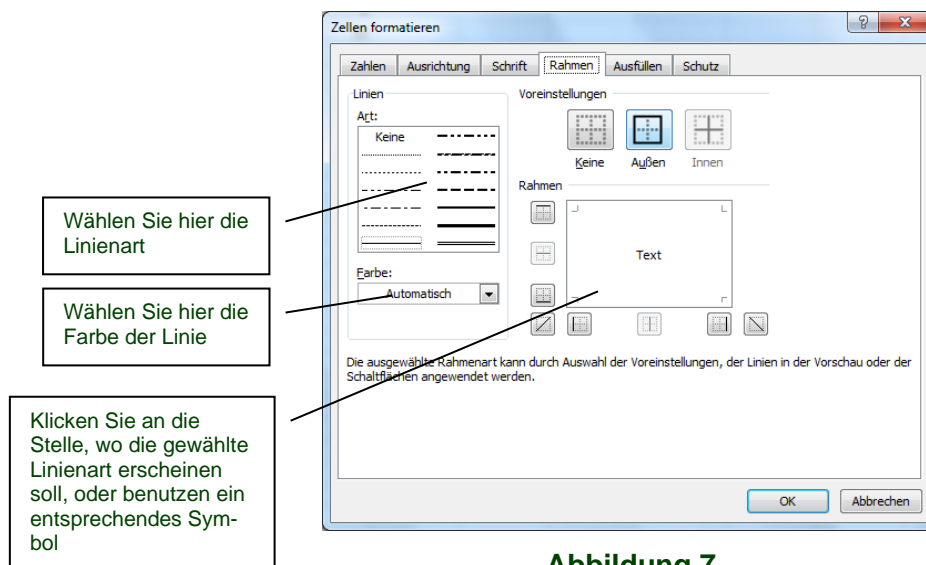 Zellen formatieren
Zahlen Ausrichtung Schrift Rahmen Ausfüllen Schutz
Linien
Art:
Keine
Farbe:
Automatisch
Voreinstellungen
Keine Außen Innen
Rahmen
Text
Die ausgewählte Rahmenart kann durch Auswahl der Voreinstellungen, der Linien in der Vorschau oder der
Schaltflächen angewendet werden.
OK Abbrechen
Wählen Sie hier die
Linienart
Wählen Sie hier die
Farbe der Linie
Klicken Sie an die
Stelle, wo die gewählte
Linienart erscheinen
soll, oder benutzen ein
entsprechendes Sym-
bol
Abbildung 7